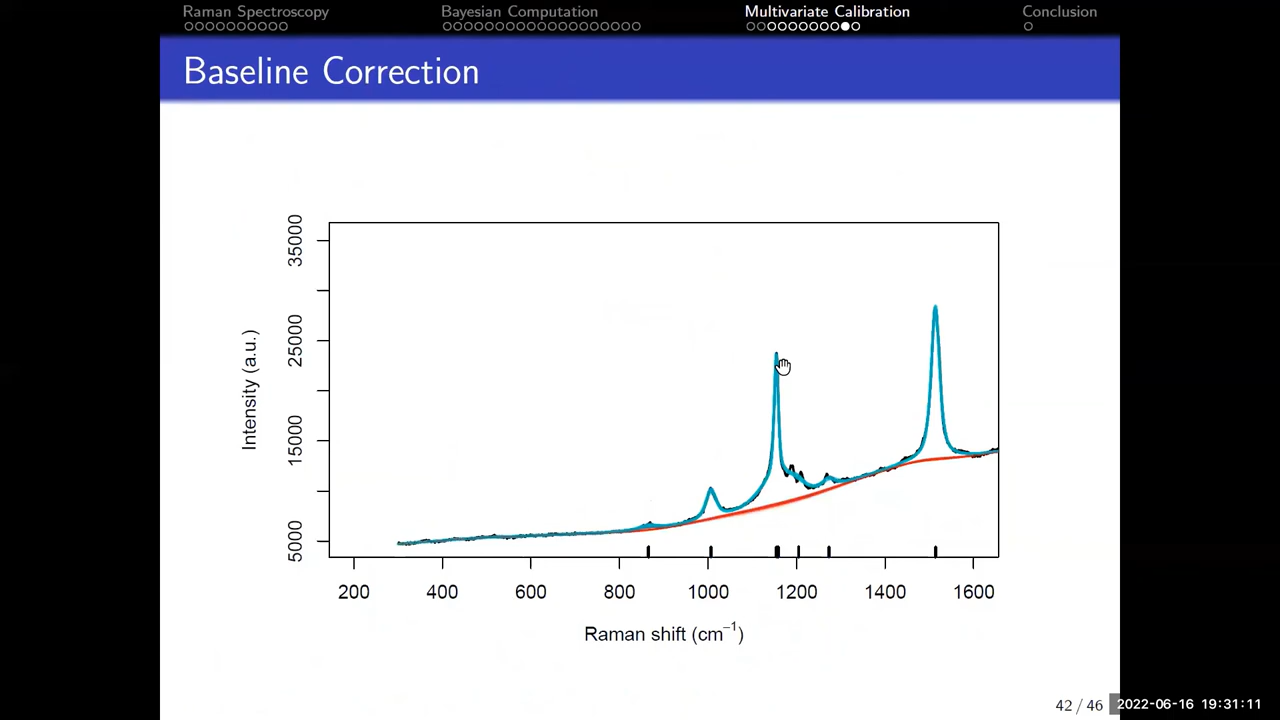 Raman Spectroscopy Bayesian Computation Multivariate Calibration Conclusion
Baseline Correction
35000
25000
15000
5000
Intensity (a.u.)
200 400 600 800 1000 1200 1400 1600
Raman shift (cm⁻¹)
42 / 46 2022-06-16 19:31:11